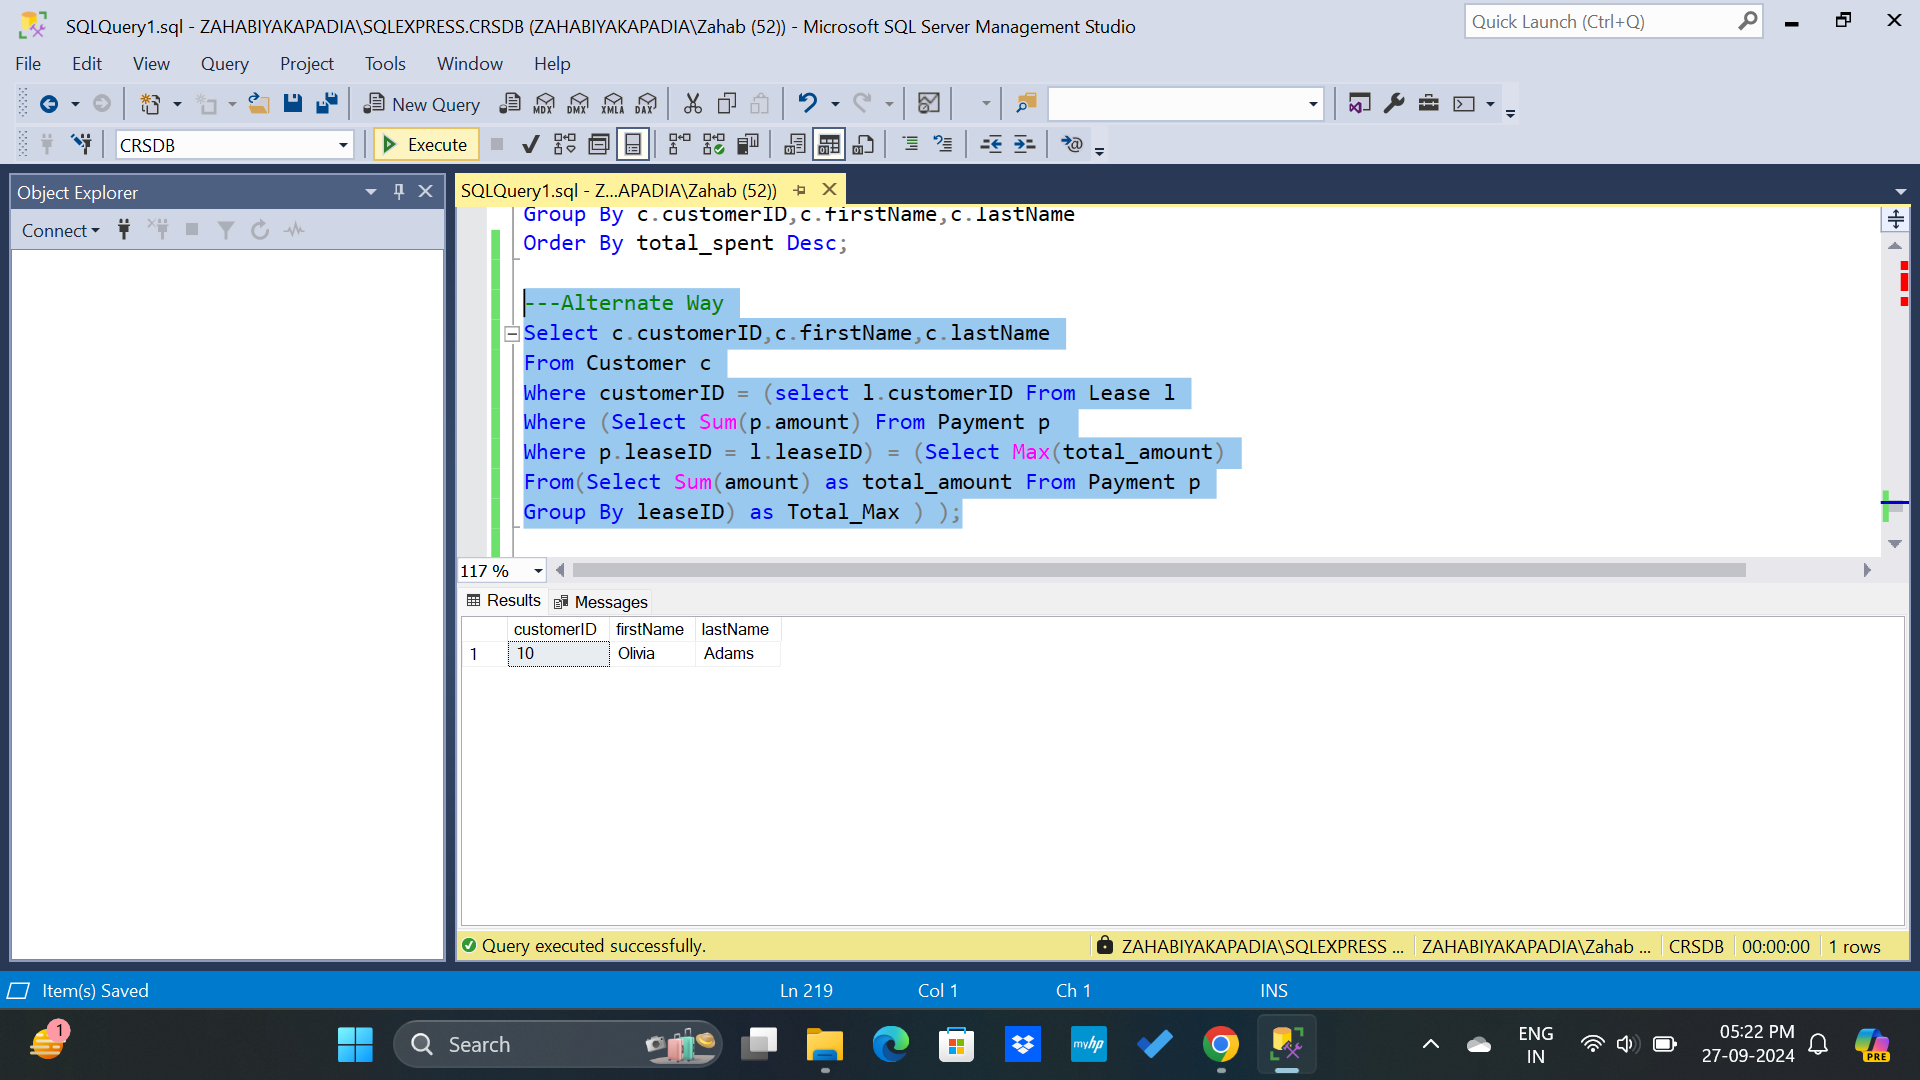 SQLQuery1.sql - ZAHABIYAKAPADIA\SQLEXPRESS.CRSDB (ZAHABIYAKAPADIA\Zahab (52)) - Microsoft SQL Server Management Studio
Quick Launch (Ctrl+Q)
File Edit View Query Project Tools Window Help
New Query MDX DMX XMLA DAX
CRSDB Execute
Object Explorer
Connect
SQLQuery1.sql - Z...APADIA\Zahab (52))
Group By c.customerID,c.firstName,c.lastName
Order By total_spent Desc;
---Alternate Way
Select c.customerID,c.firstName,c.lastName
From Customer c
Where customerID = (select l.customerID From Lease l
Where (Select Sum(p.amount) From Payment p
Where p.leaseID = l.leaseID) = (Select Max(total_amount)
From(Select Sum(amount) as total_amount From Payment p
Group By leaseID) as Total_Max ) );
117 %
Results Messages
customerID firstName lastName
1 10 Olivia Adams
Query executed successfully. ZAHABIYAKAPADIA\SQLEXPRESS ... ZAHABIYAKAPADIA\Zahab ... CRSDB 00:00:00 1 rows
Item(s) Saved Ln 219 Col 1 Ch 1 INS
1 Search myhp ENG IN 05:22 PM 27-09-2024 PRE